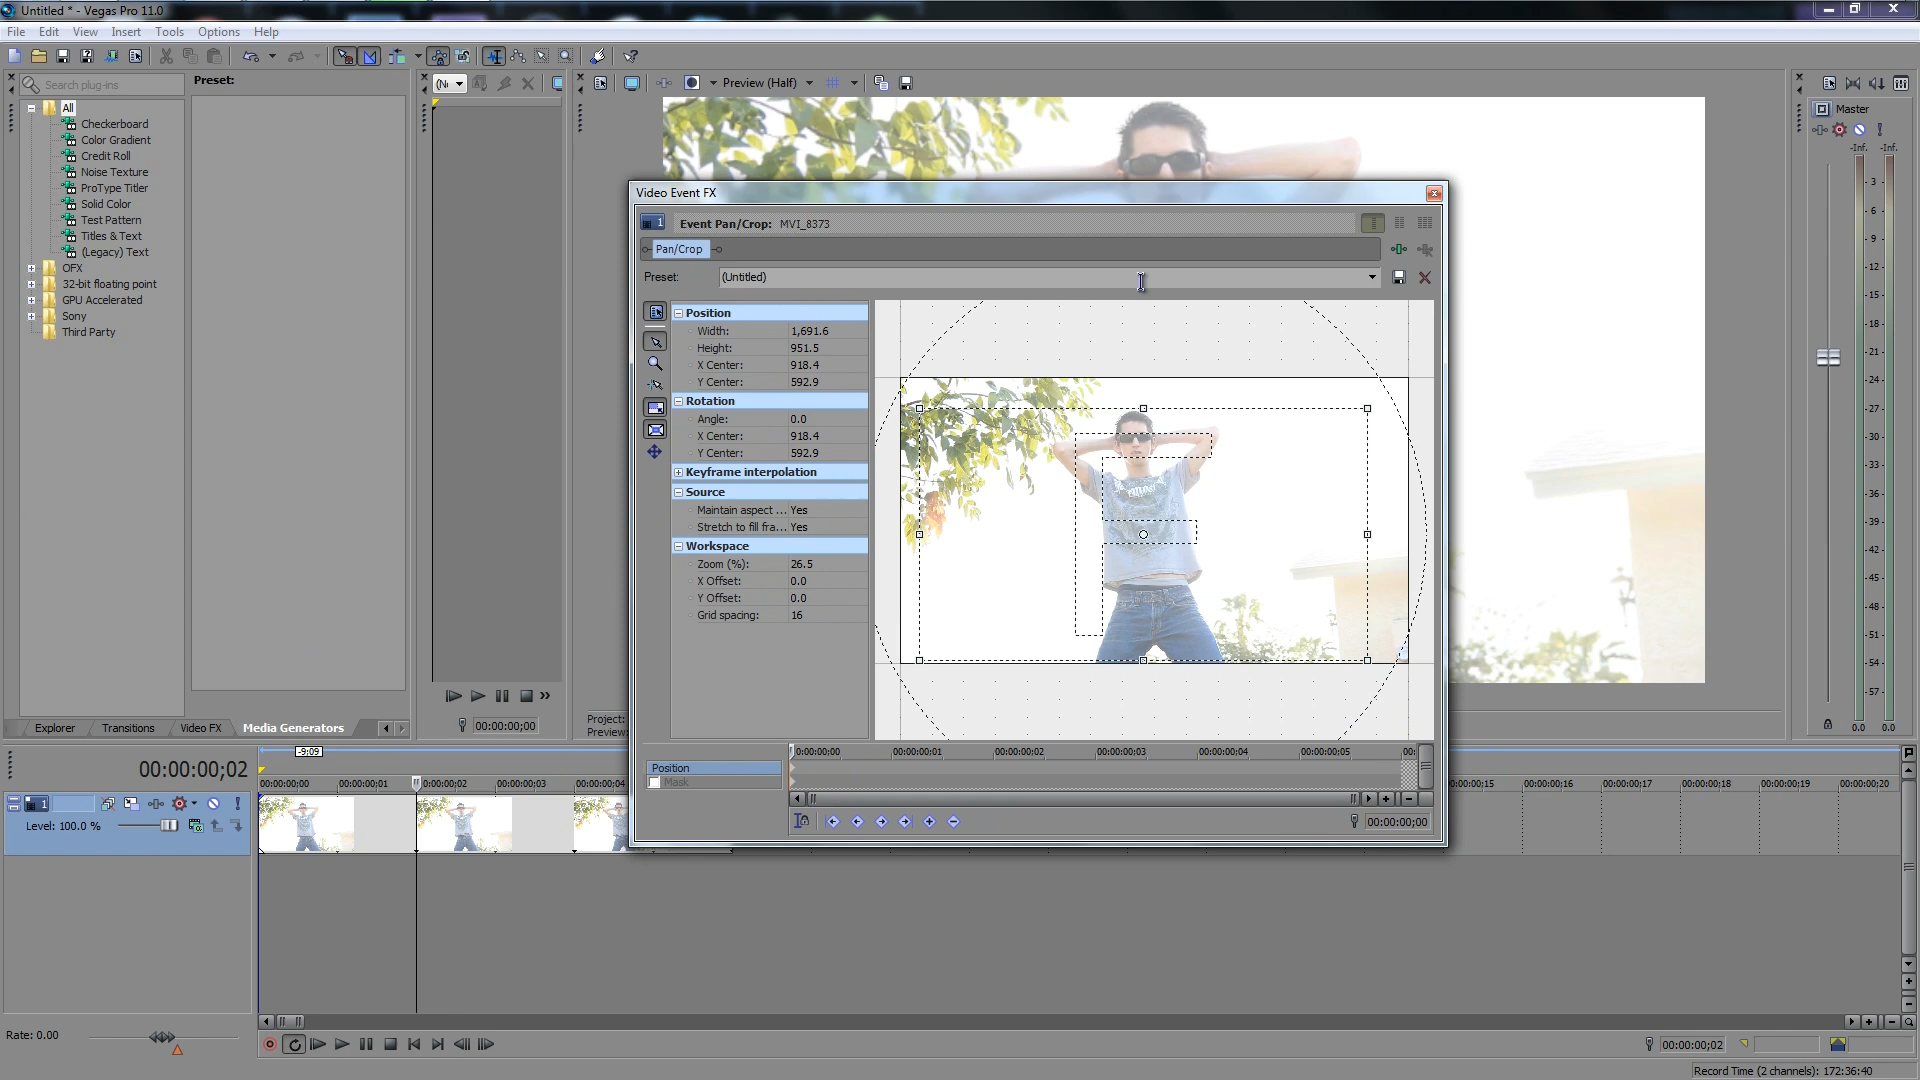 Untitled * - Vegas Pro 11.0
File Edit View Insert Tools Options Help
Search plug-ins
Preset:
All
Checkerboard
Color Gradient
Credit Roll
Noise Texture
ProType Titler
Solid Color
Test Pattern
Titles & Text
(Legacy) Text
OFX
32-bit floating point
GPU Accelerated
Sony
Third Party
Explorer Transitions Video FX Media Generators
00:00:00;00
Preview (Half)
Project:
Preview:
Video Event FX
1 Event Pan/Crop: MVI_8373
Pan/Crop
Preset: (Untitled)
Position
Width: 1,691.6
Height: 951.5
X Center: 918.4
Y Center: 592.9
Rotation
Angle: 0.0
X Center: 918.4
Y Center: 592.9
Keyframe interpolation
Source
Maintain aspect ... Yes
Stretch to fill fra... Yes
Workspace
Zoom (%): 26.5
X Offset: 0.0
Y Offset: 0.0
Grid spacing: 16
0:00:00;00 00:00:00;01 00:00:00;02 00:00:00;03 00:00:00;04 00:00:00;05 00:
Position
Mask
00:00:00;00
Master
-Inf. -Inf.
3
6
9
12
15
18
21
24
27
30
33
36
39
42
45
48
51
54
57
0.0 0.0
-9:09
00:00:00;02
00:00:00;00 00:00:00;01 00:00:00;02 00:00:00;03 00:00:00;04 00:00:00;15 00:00:00;16 00:00:00;17 00:00:00;18 00:00:00;19 00:00:00;20
1
Level: 100.0 %
Rate: 0.00
00:00:00;02
Record Time (2 channels): 172:36:40